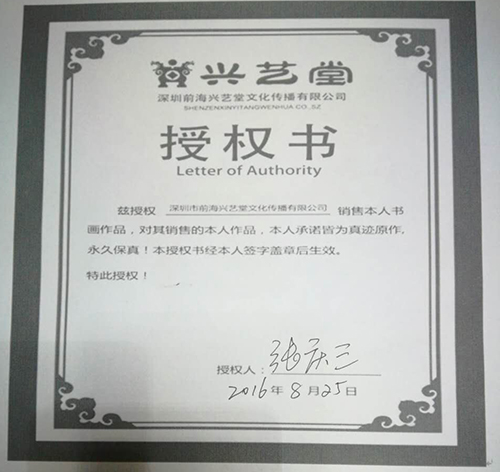 兴艺堂
深圳前海兴艺堂文化传播有限公司
SHENZENXINYITANGWENHUA CO.,SZ
授权书
Letter of Authority
兹授权 深圳市前海兴艺堂文化传播有限公司 销售本人书
画作品，对其销售的本人作品，本人承诺皆为真迹原作，
永久保真！本授权书经本人签字盖章后生效。
特此授权！
授权人：张庆三
2016年8月25日